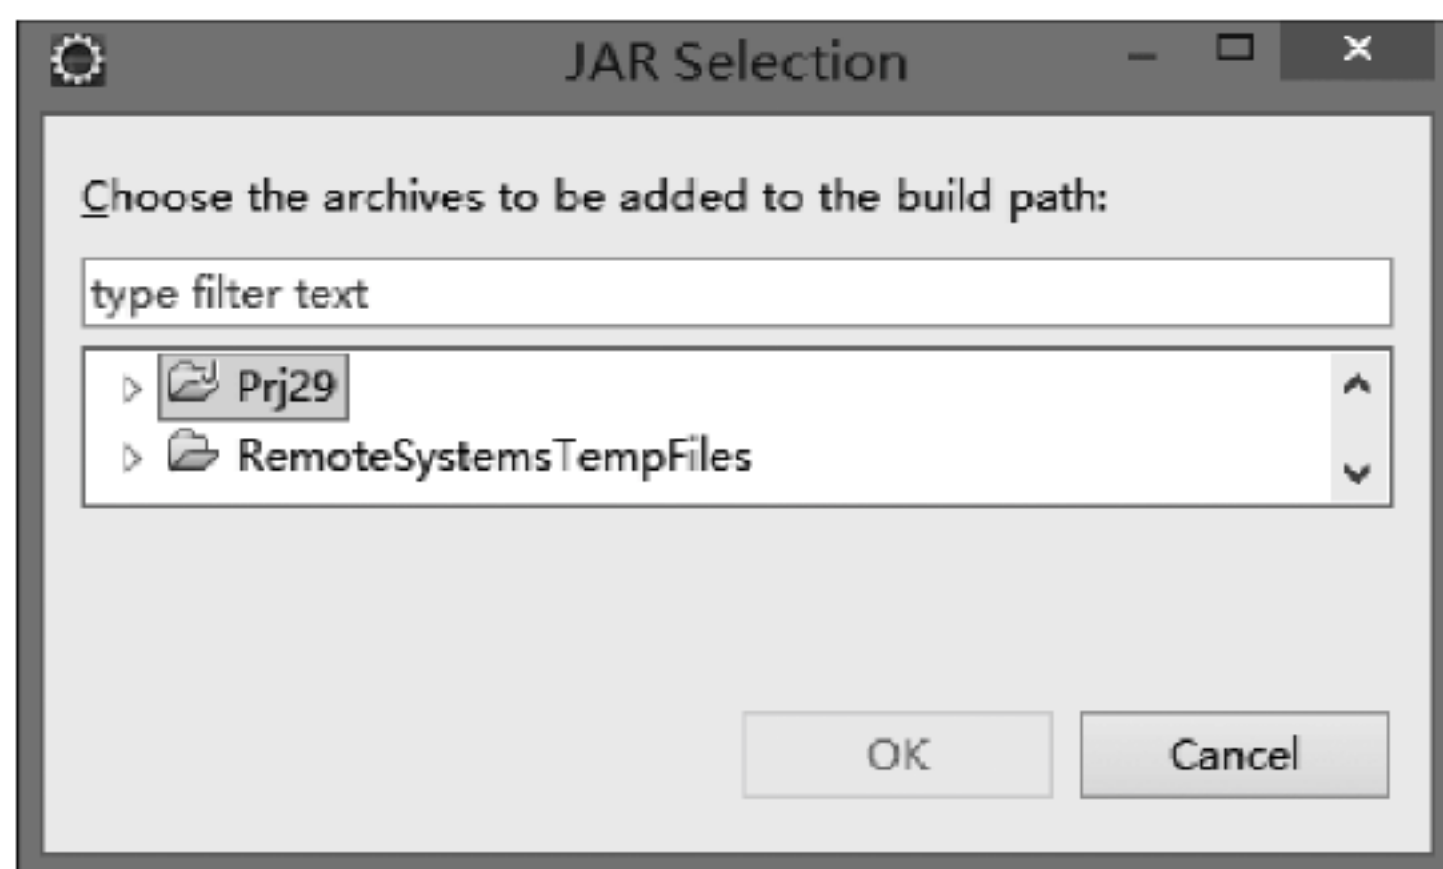 JAR Selection
Choose the archives to be added to the build path:
type filter text
Prj29
RemoteSystemsTempFiles
OK
Cancel